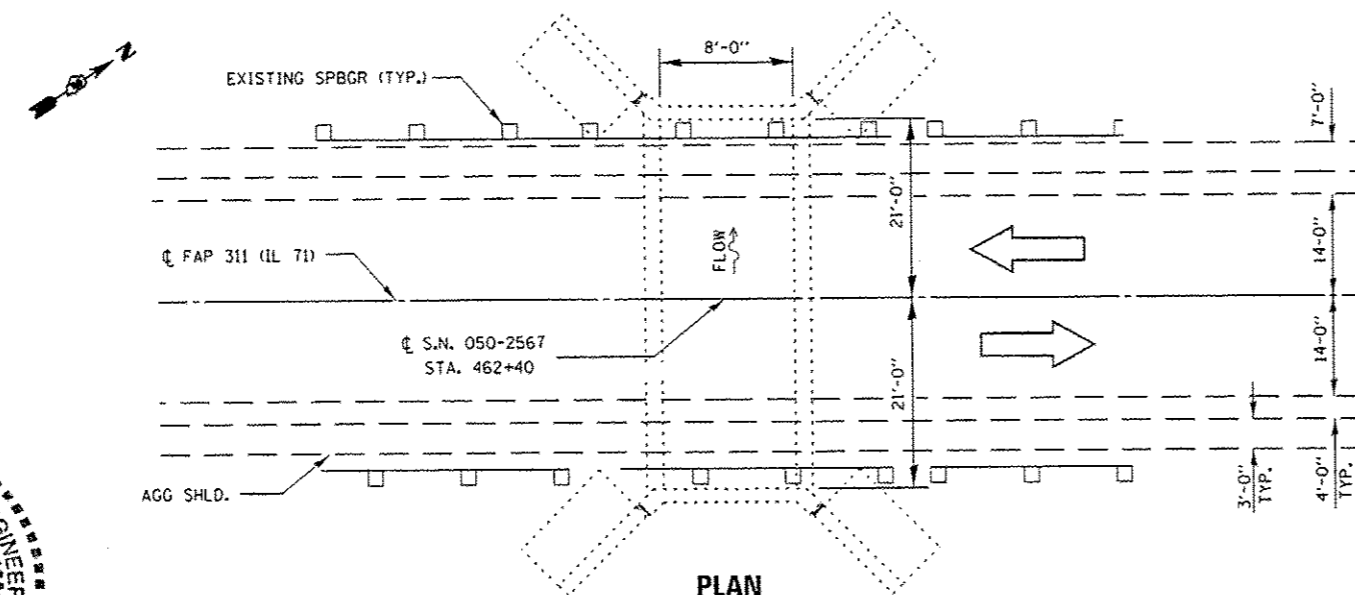 N
8'-0"
EXISTING SPBGR (TYP.)
7'-0"
21'-0"
14'-0"
FLOW
℄ FAP 311 (IL 71)
℄ S.N. 050-2567
STA. 462+40
14'-0"
21'-0"
AGG SHLD.
3'-0"
TYP.
4'-0"
TYP.
PLAN
GINEER